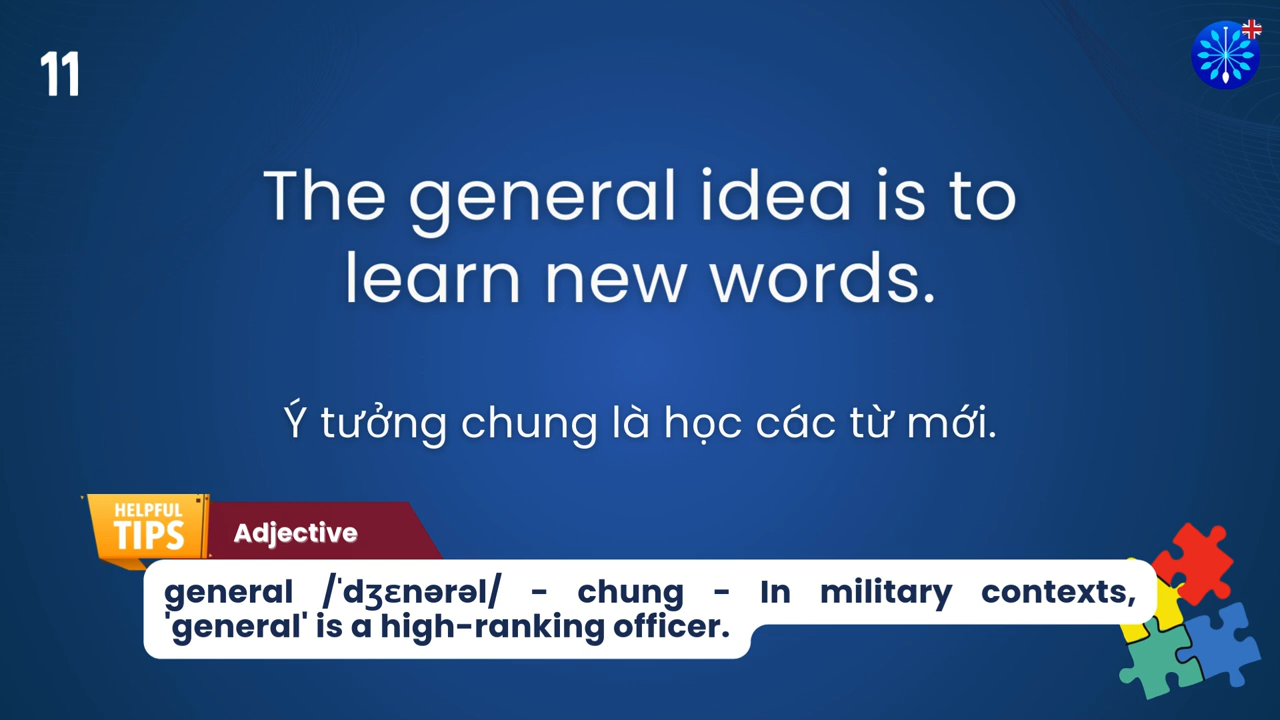 11
The general idea is to
learn new words.
Ý tưởng chung là học các từ mới.
HELPFUL
TIPS
Adjective
general /ˈdʒɛnərəl/ - chung - In military contexts,
'general' is a high-ranking officer.